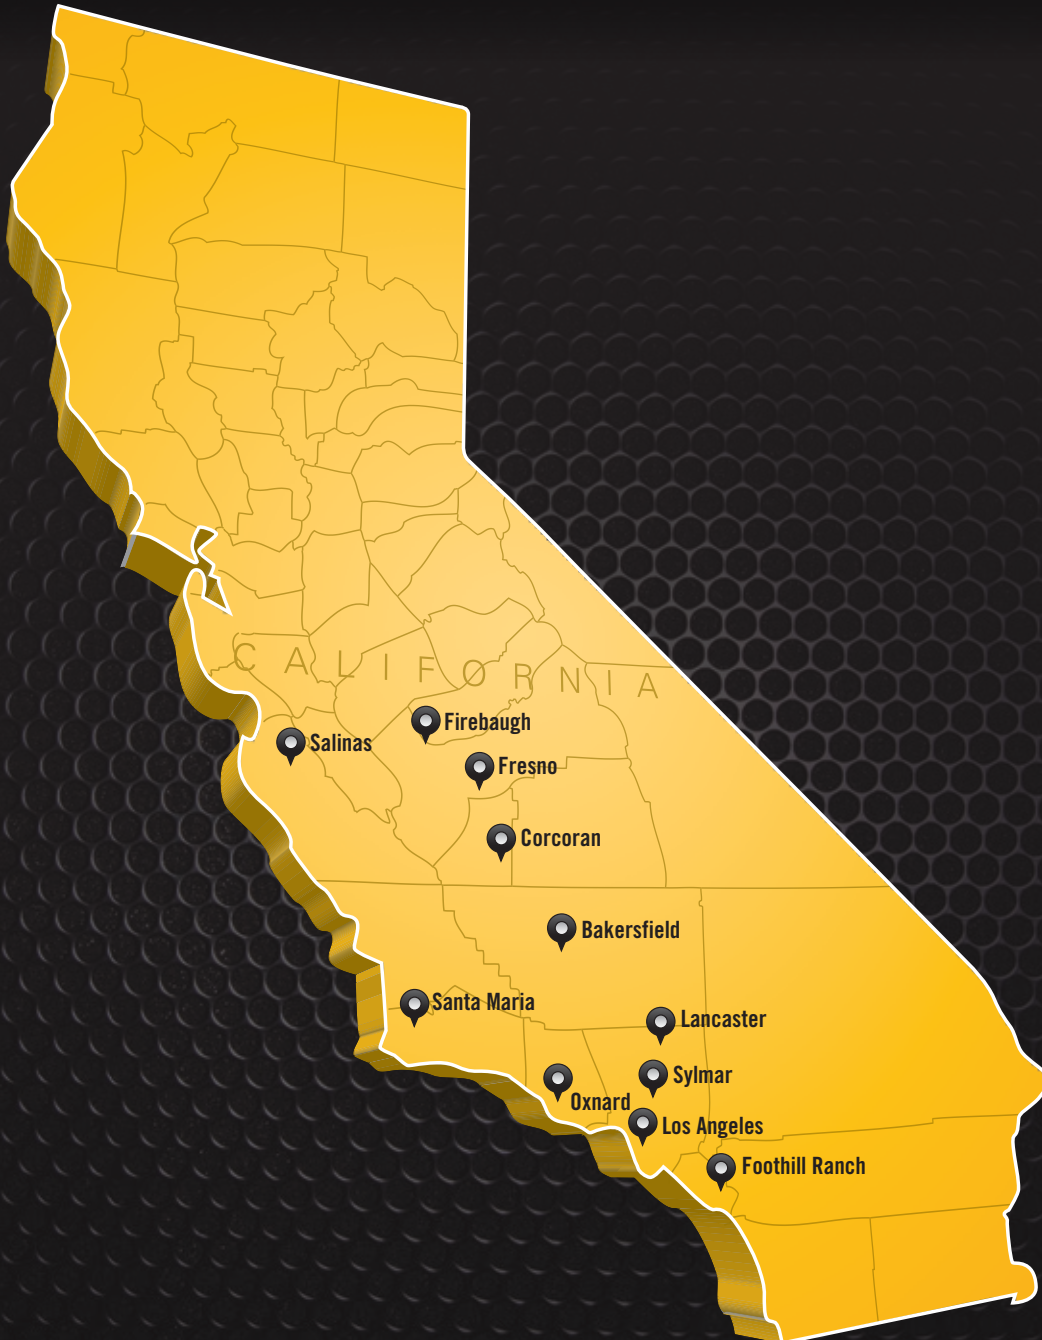 CALIFORNIA
Firebaugh
Salinas
Fresno
Corcoran
Bakersfield
Santa Maria
Lancaster
Sylmar
Oxnard
Los Angeles
Foothill Ranch